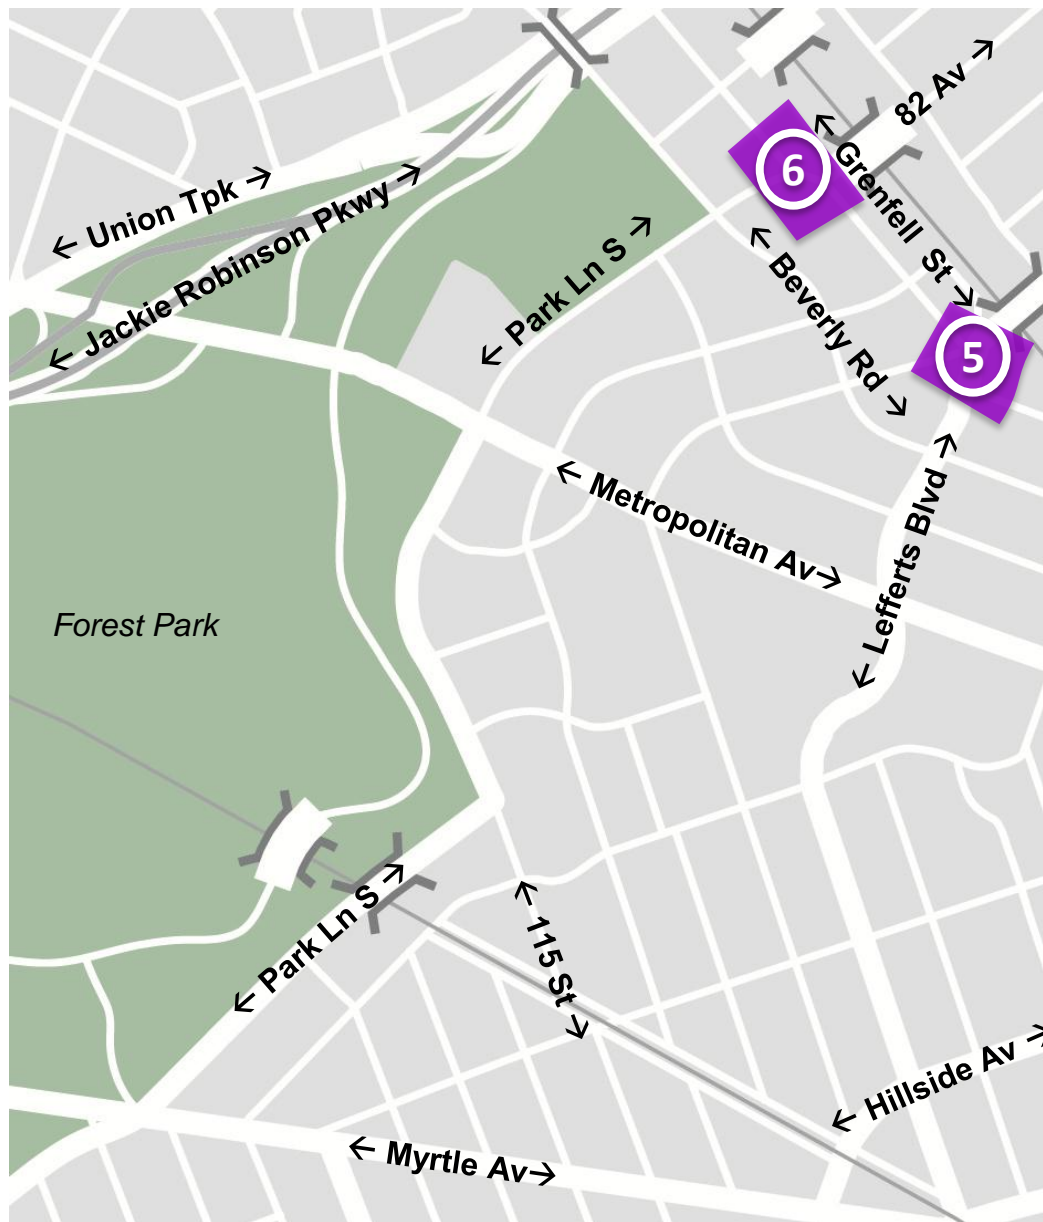 ← 82 Av →
6
← Grenfell St →
← Union Tpk →
← Jackie Robinson Pkwy →
← Park Ln S →
← Beverly Rd →
5
← Metropolitan Av→
← Lefferts Blvd →
Forest Park
← Park Ln S →
← 115 St →
← Hillside Av →
← Myrtle Av→